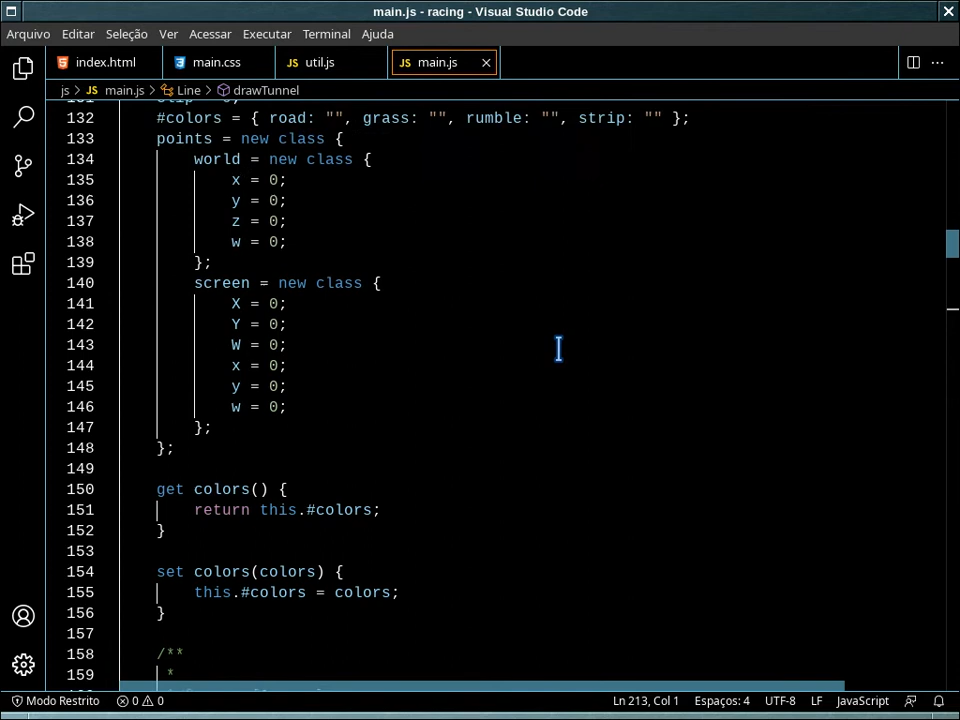 main.js - racing - Visual Studio Code
Arquivo Editar Seleção Ver Acessar Executar Terminal Ajuda
index.html main.css JS util.js JS main.js
js > JS main.js > Line > drawTunnel
132 #colors = { road: "", grass: "", rumble: "", strip: "" };
133 points = new class {
134 world = new class {
135 x = 0;
136 y = 0;
137 z = 0;
138 w = 0;
139 };
140 screen = new class {
141 X = 0;
142 Y = 0;
143 W = 0;
144 x = 0;
145 y = 0;
146 w = 0;
147 };
148 };
149
150 get colors() {
151 return this.#colors;
152 }
153
154 set colors(colors) {
155 this.#colors = colors;
156 }
157
158 /**
159 *
Modo Restrito 0 0 Ln 213, Col 1 Espaços: 4 UTF-8 LF JavaScript